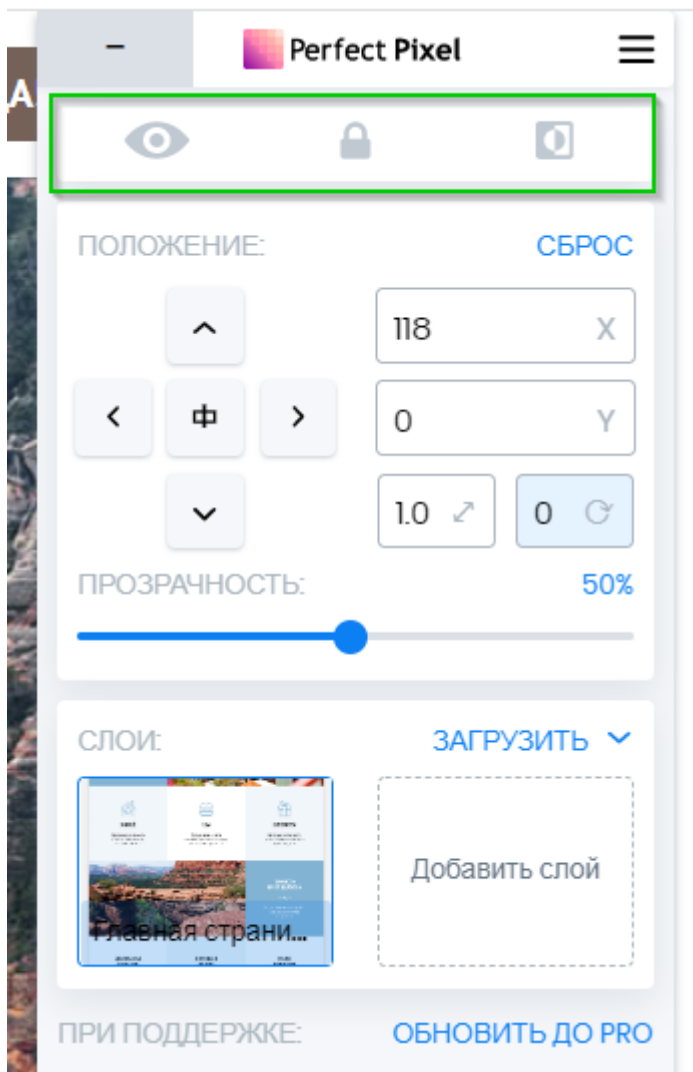 А
– Perfect Pixel
ПОЛОЖЕНИЕ: СБРОС
118 X
中
0 Y
1.0 0
ПРОЗРАЧНОСТЬ: 50%
СЛОИ: ЗАГРУЗИТЬ
Главная страни...
Добавить слой
ПРИ ПОДДЕРЖКЕ: ОБНОВИТЬ ДО PRO